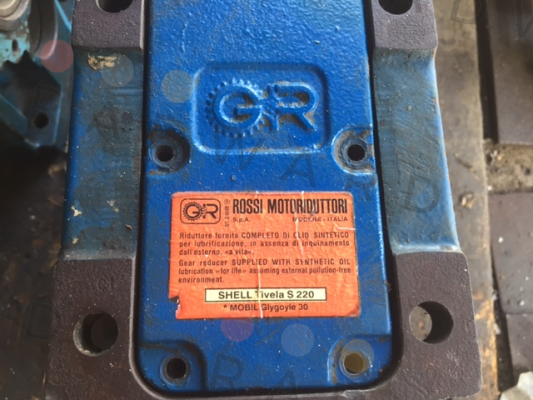 GR
GR ROSSI MOTORIDUTTORI
S.p.A. MODENA - ITALIA
Riduttore fornito COMPLETO DI OLIO SINTETICO
per lubrificazione, in assenza di inquinamento
dall'esterno, «a vita».
Gear reducer SUPPLIED WITH SYNTHETIC OIL
lubrication «for life» assuming external pollution-free
environment.
SHELL Tivela S 220
* MOBIL Glygoyle 30